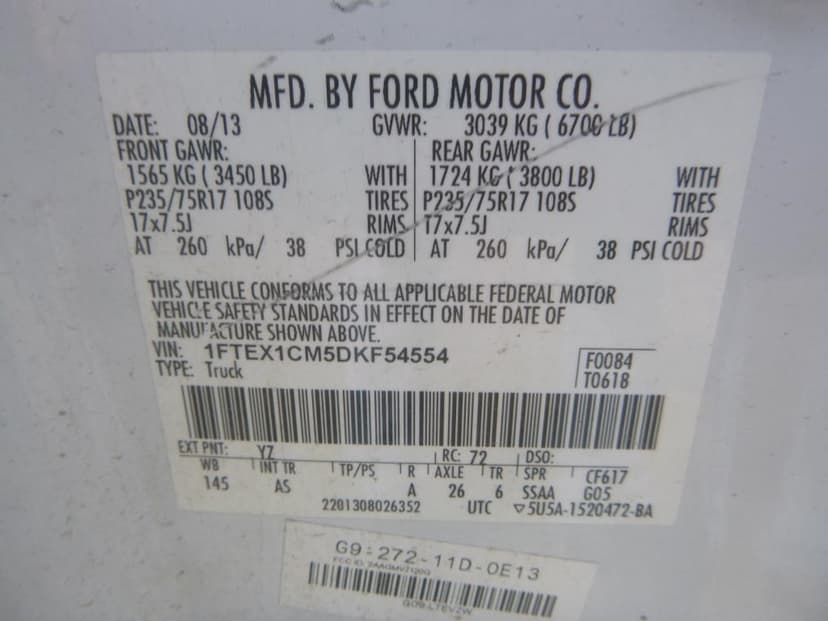 MFD. BY FORD MOTOR CO.
DATE: 08/13 GVWR: 3039 KG ( 6700 LB)
FRONT GAWR: REAR GAWR:
1565 KG ( 3450 LB) WITH 1724 KG ( 3800 LB) WITH
P235/75R17 108S TIRES P235/75R17 108S TIRES
17x7.5J RIMS 17x7.5J RIMS
AT 260 kPa/ 38 PSI COLD AT 260 kPa/ 38 PSI COLD
THIS VEHICLE CONFORMS TO ALL APPLICABLE FEDERAL MOTOR
VEHICLE SAFETY STANDARDS IN EFFECT ON THE DATE OF
MANUFACTURE SHOWN ABOVE.
VIN: 1FTEX1CM5DKF54554 F0084
TYPE: Truck T0618
EXT PNT: YZ RC: 72 DSO:
WB INT TR TP/PS R AXLE TR SPR CF617
145 AS A 26 6 SSAA G05
2201308026352 UTC ▽5U5A-1520472-BA
G9-272-11D-0E13
FCC ID: